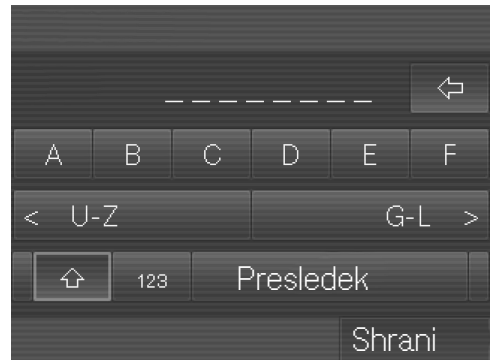 _ _ _ _ _ _ _ _
A B C D E F
< U-Z G-L >
123 Presledek
Shrani